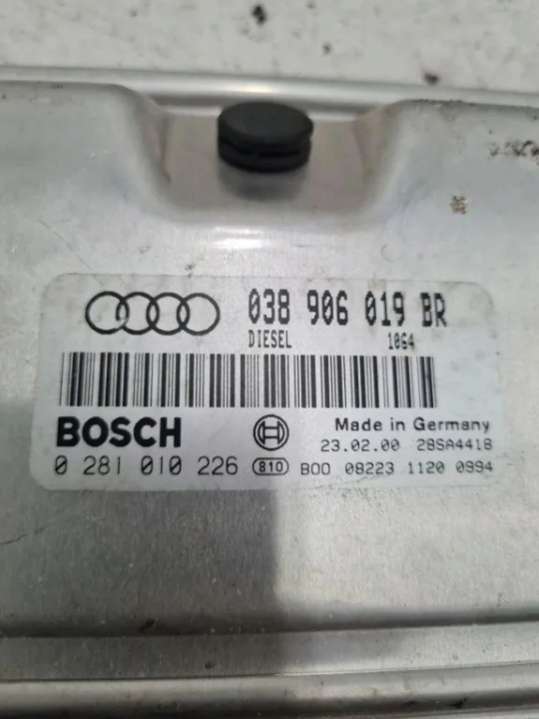 038 906 019 BR
DIESEL 10G4
BOSCH Made in Germany
23.02.00 28SA4418
0 281 010 226 810 B00 08223 1120 0994